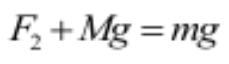 F₂ + Mg = mg